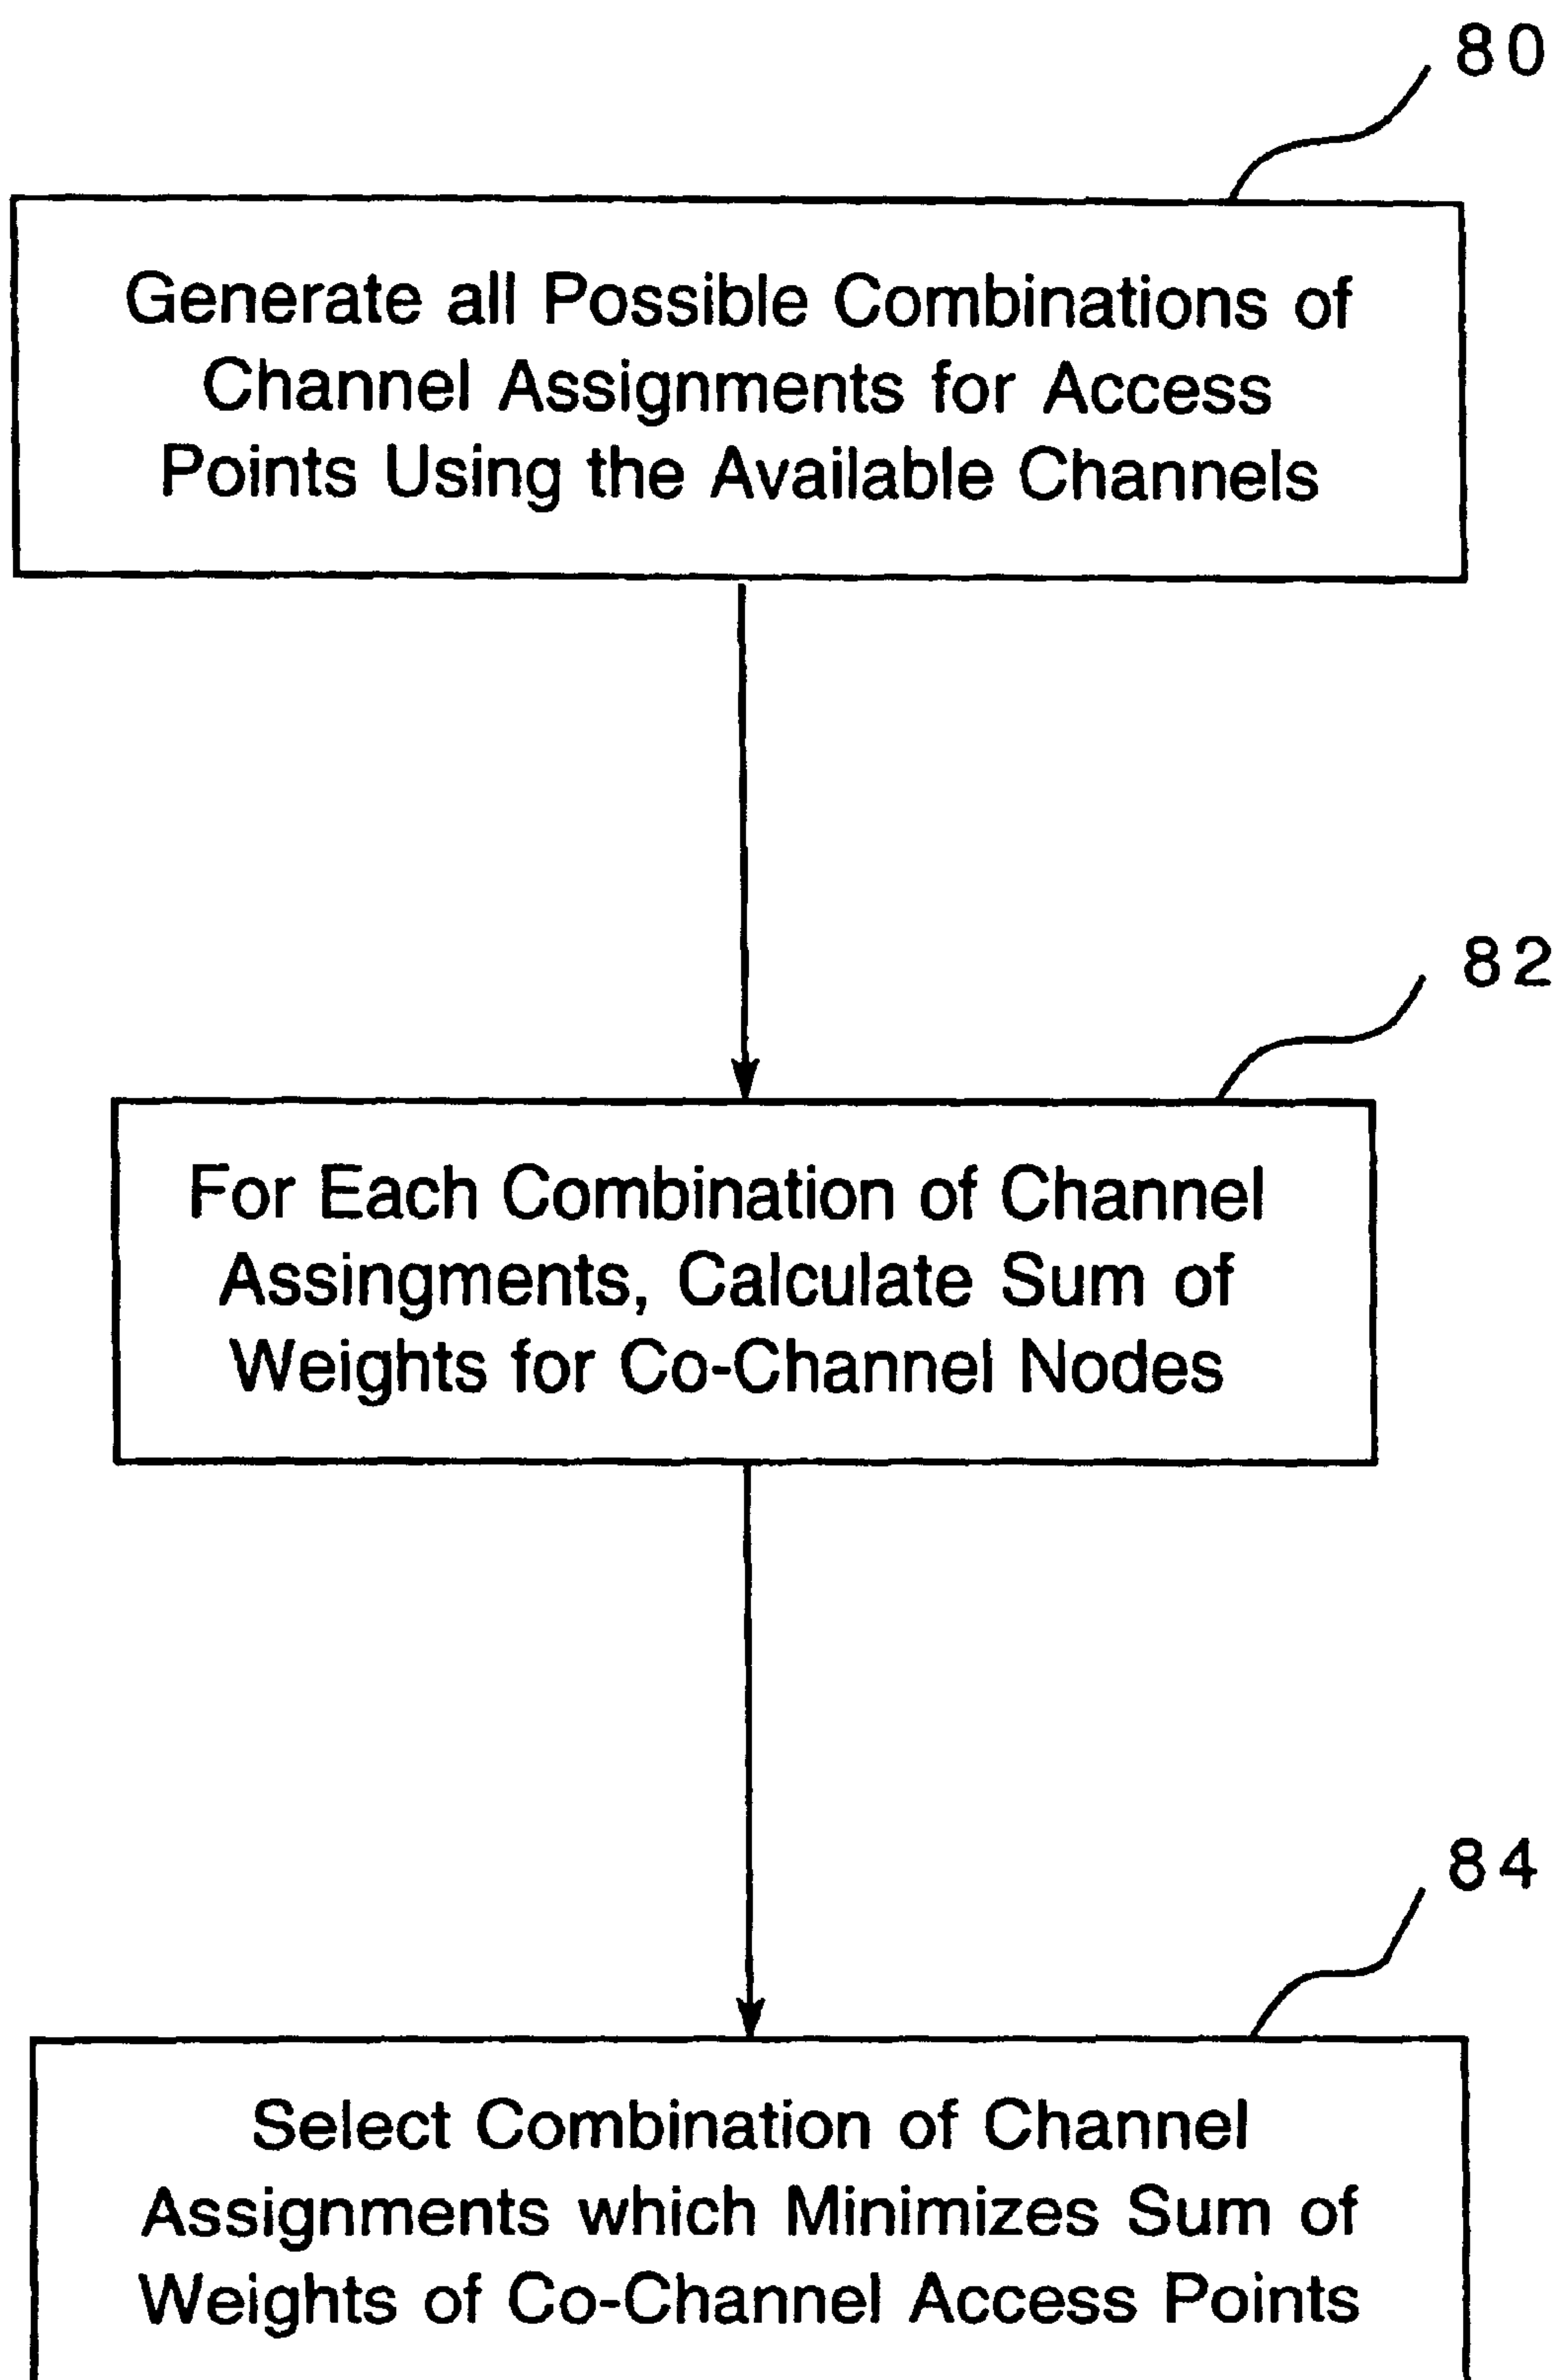 80
Generate all Possible Combinations of
Channel Assignments for Access
Points Using the Available Channels
82
For Each Combination of Channel
Assingments, Calculate Sum of
Weights for Co-Channel Nodes
84
Select Combination of Channel
Assignments which Minimizes Sum of
Weights of Co-Channel Access Points